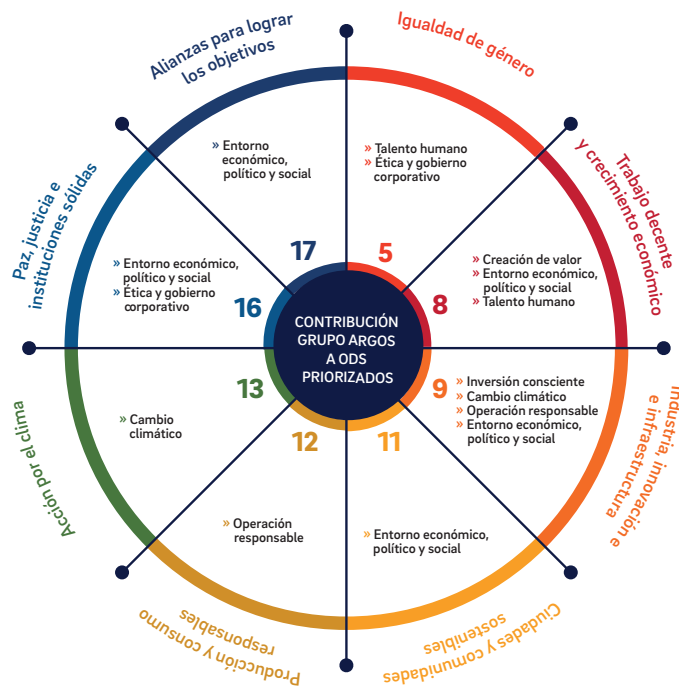 CONTRIBUCIÓN
GRUPO ARGOS
A ODS
PRIORIZADOS
Igualdad de género
5
» Talento humano
» Ética y gobierno
corporativo
Trabajo decente
y crecimiento económico
8
» Creación de valor
» Entorno económico,
político y social
» Talento humano
Industria, innovación e
e infraestructura
9
» Inversión consciente
» Cambio climático
» Operación responsable
» Entorno económico,
político y social
Ciudades y comunidades
sostenibles
11
» Entorno económico,
político y social
Producción y consumo
responsables
12
» Operación
responsable
Acción por el clima
13
» Cambio
climático
Paz, justicia e
instituciones sólidas
16
» Entorno económico,
político y social
» Ética y gobierno
corporativo
Alianzas para lograr
los objetivos
17
» Entorno
económico,
político y social